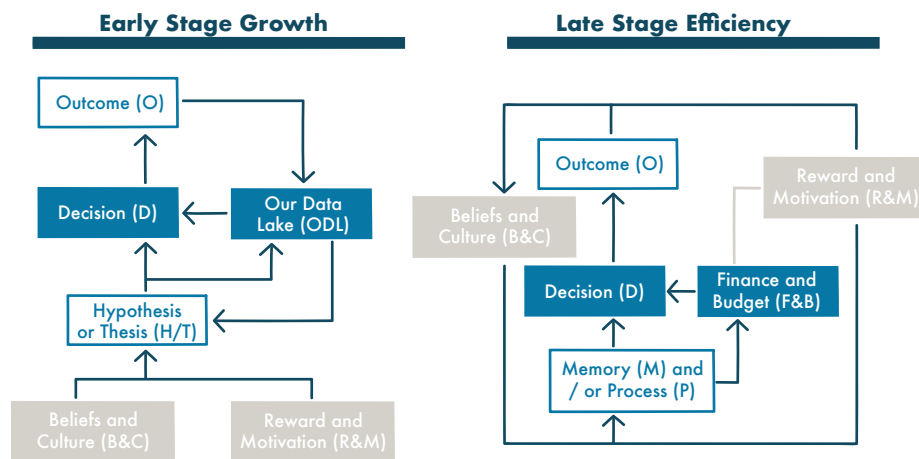 Early Stage Growth
Outcome (O)
Decision (D)
Our Data
Lake (ODL)
Hypothesis
or Thesis (H/T)
Beliefs and
Culture (B&C)
Reward and
Motivation (R&M)
Late Stage Efficiency
Outcome (O)
Reward and
Motivation (R&M)
Beliefs and
Culture (B&C)
Decision (D)
Finance and
Budget (F&B)
Memory (M) and
/ or Process (P)